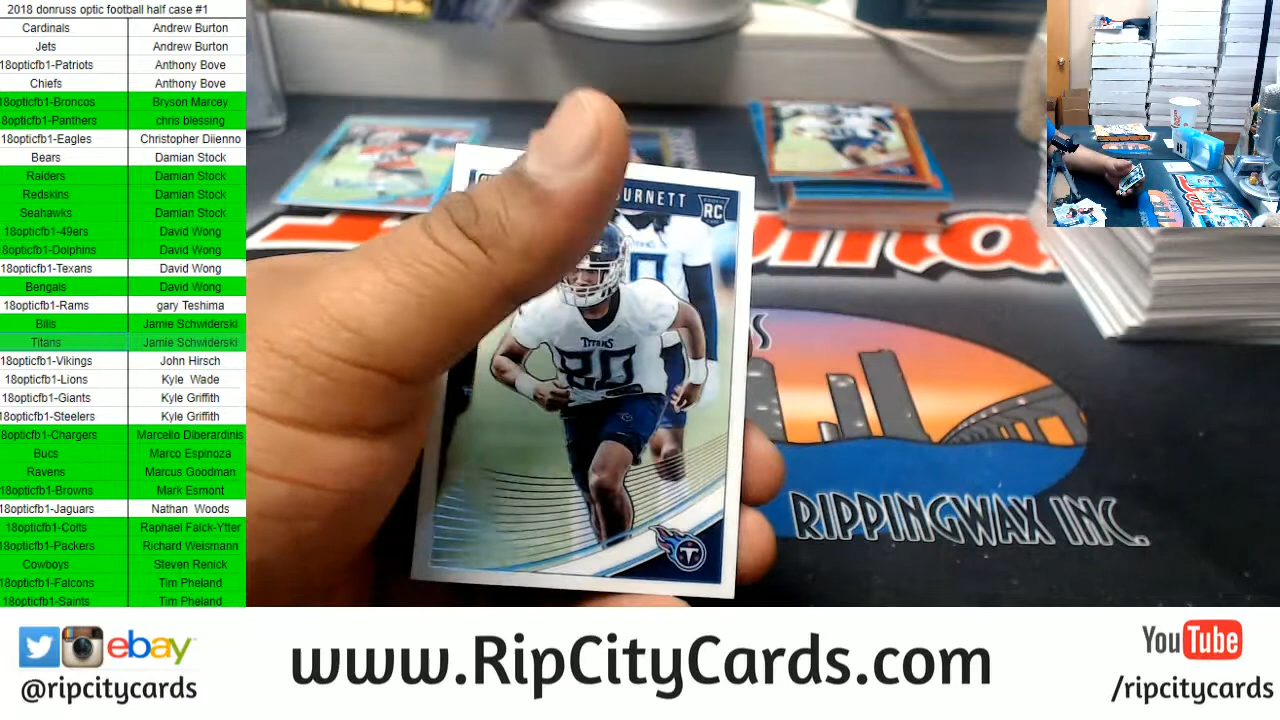 2018 donruss optic football half case #1
Cardinals Andrew Burton
Jets Andrew Burton
18opticfb1-Patriots Anthony Bove
Chiefs Anthony Bove
18opticfb1-Broncos Bryson Marcey
18opticfb1-Panthers chris blessing
18opticfb1-Eagles Christopher Diienno
Bears Damian Stock
Raiders Damian Stock
Redskins Damian Stock
Seahawks Damian Stock
18opticfb1-49ers David Wong
18opticfb1-Dolphins David Wong
18opticfb1-Texans David Wong
Bengals David Wong
18opticfb1-Rams gary Teshima
Bills Jamie Schwiderski
Titans Jamie Schwiderski
18opticfb1-Vikings John Hirsch
18opticfb1-Lions Kyle Wade
18opticfb1-Giants Kyle Griffith
18opticfb1-Steelers Kyle Griffith
8opticfb1-Chargers Marcello Diberardinis
Bucs Marco Espinoza
Ravens Marcus Goodman
18opticfb1-Browns Mark Esmont
18opticfb1-Jaguars Nathan Woods
18opticfb1-Colts Raphael Falck-Ytter
18opticfb1-Packers Richard Weismann
Cowboys Steven Renick
18opticfb1-Falcons Tim Pheland
18opticfb1-Saints Tim Pheland
BURNETT
RC
TITANS
80
RIPPINGWAX INC.
ebay
@ripcitycards
www.RipCityCards.com
YouTube
/ripcitycards